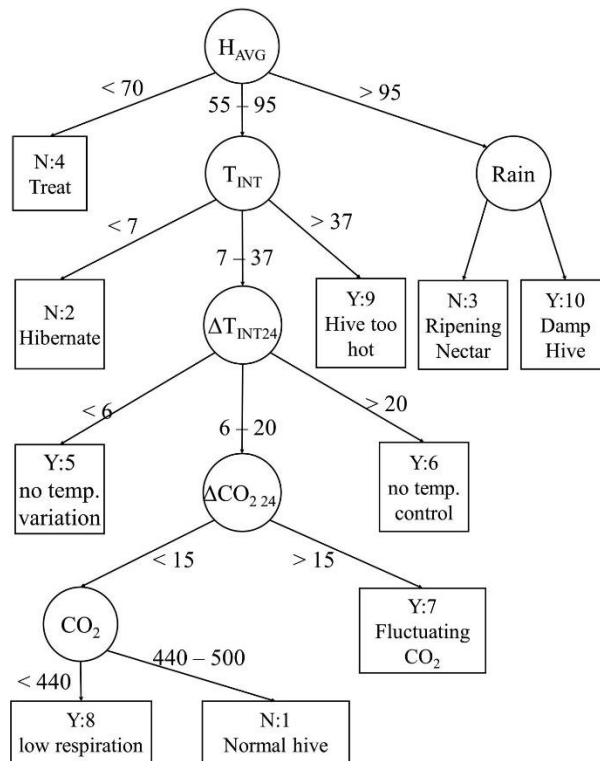 H_AVG
< 70
55 – 95
> 95
N:4
Treat
T_INT
Rain
< 7
7 – 37
> 37
N:2
Hibernate
ΔT_INT24
Y:9
Hive too
hot
N:3
Ripening
Nectar
Y:10
Damp
Hive
< 6
6 – 20
> 20
Y:5
no temp.
variation
ΔCO₂ ₂₄
Y:6
no temp.
control
< 15
> 15
CO₂
Y:7
Fluctuating
CO₂
< 440
440 – 500
Y:8
low respiration
N:1
Normal hive